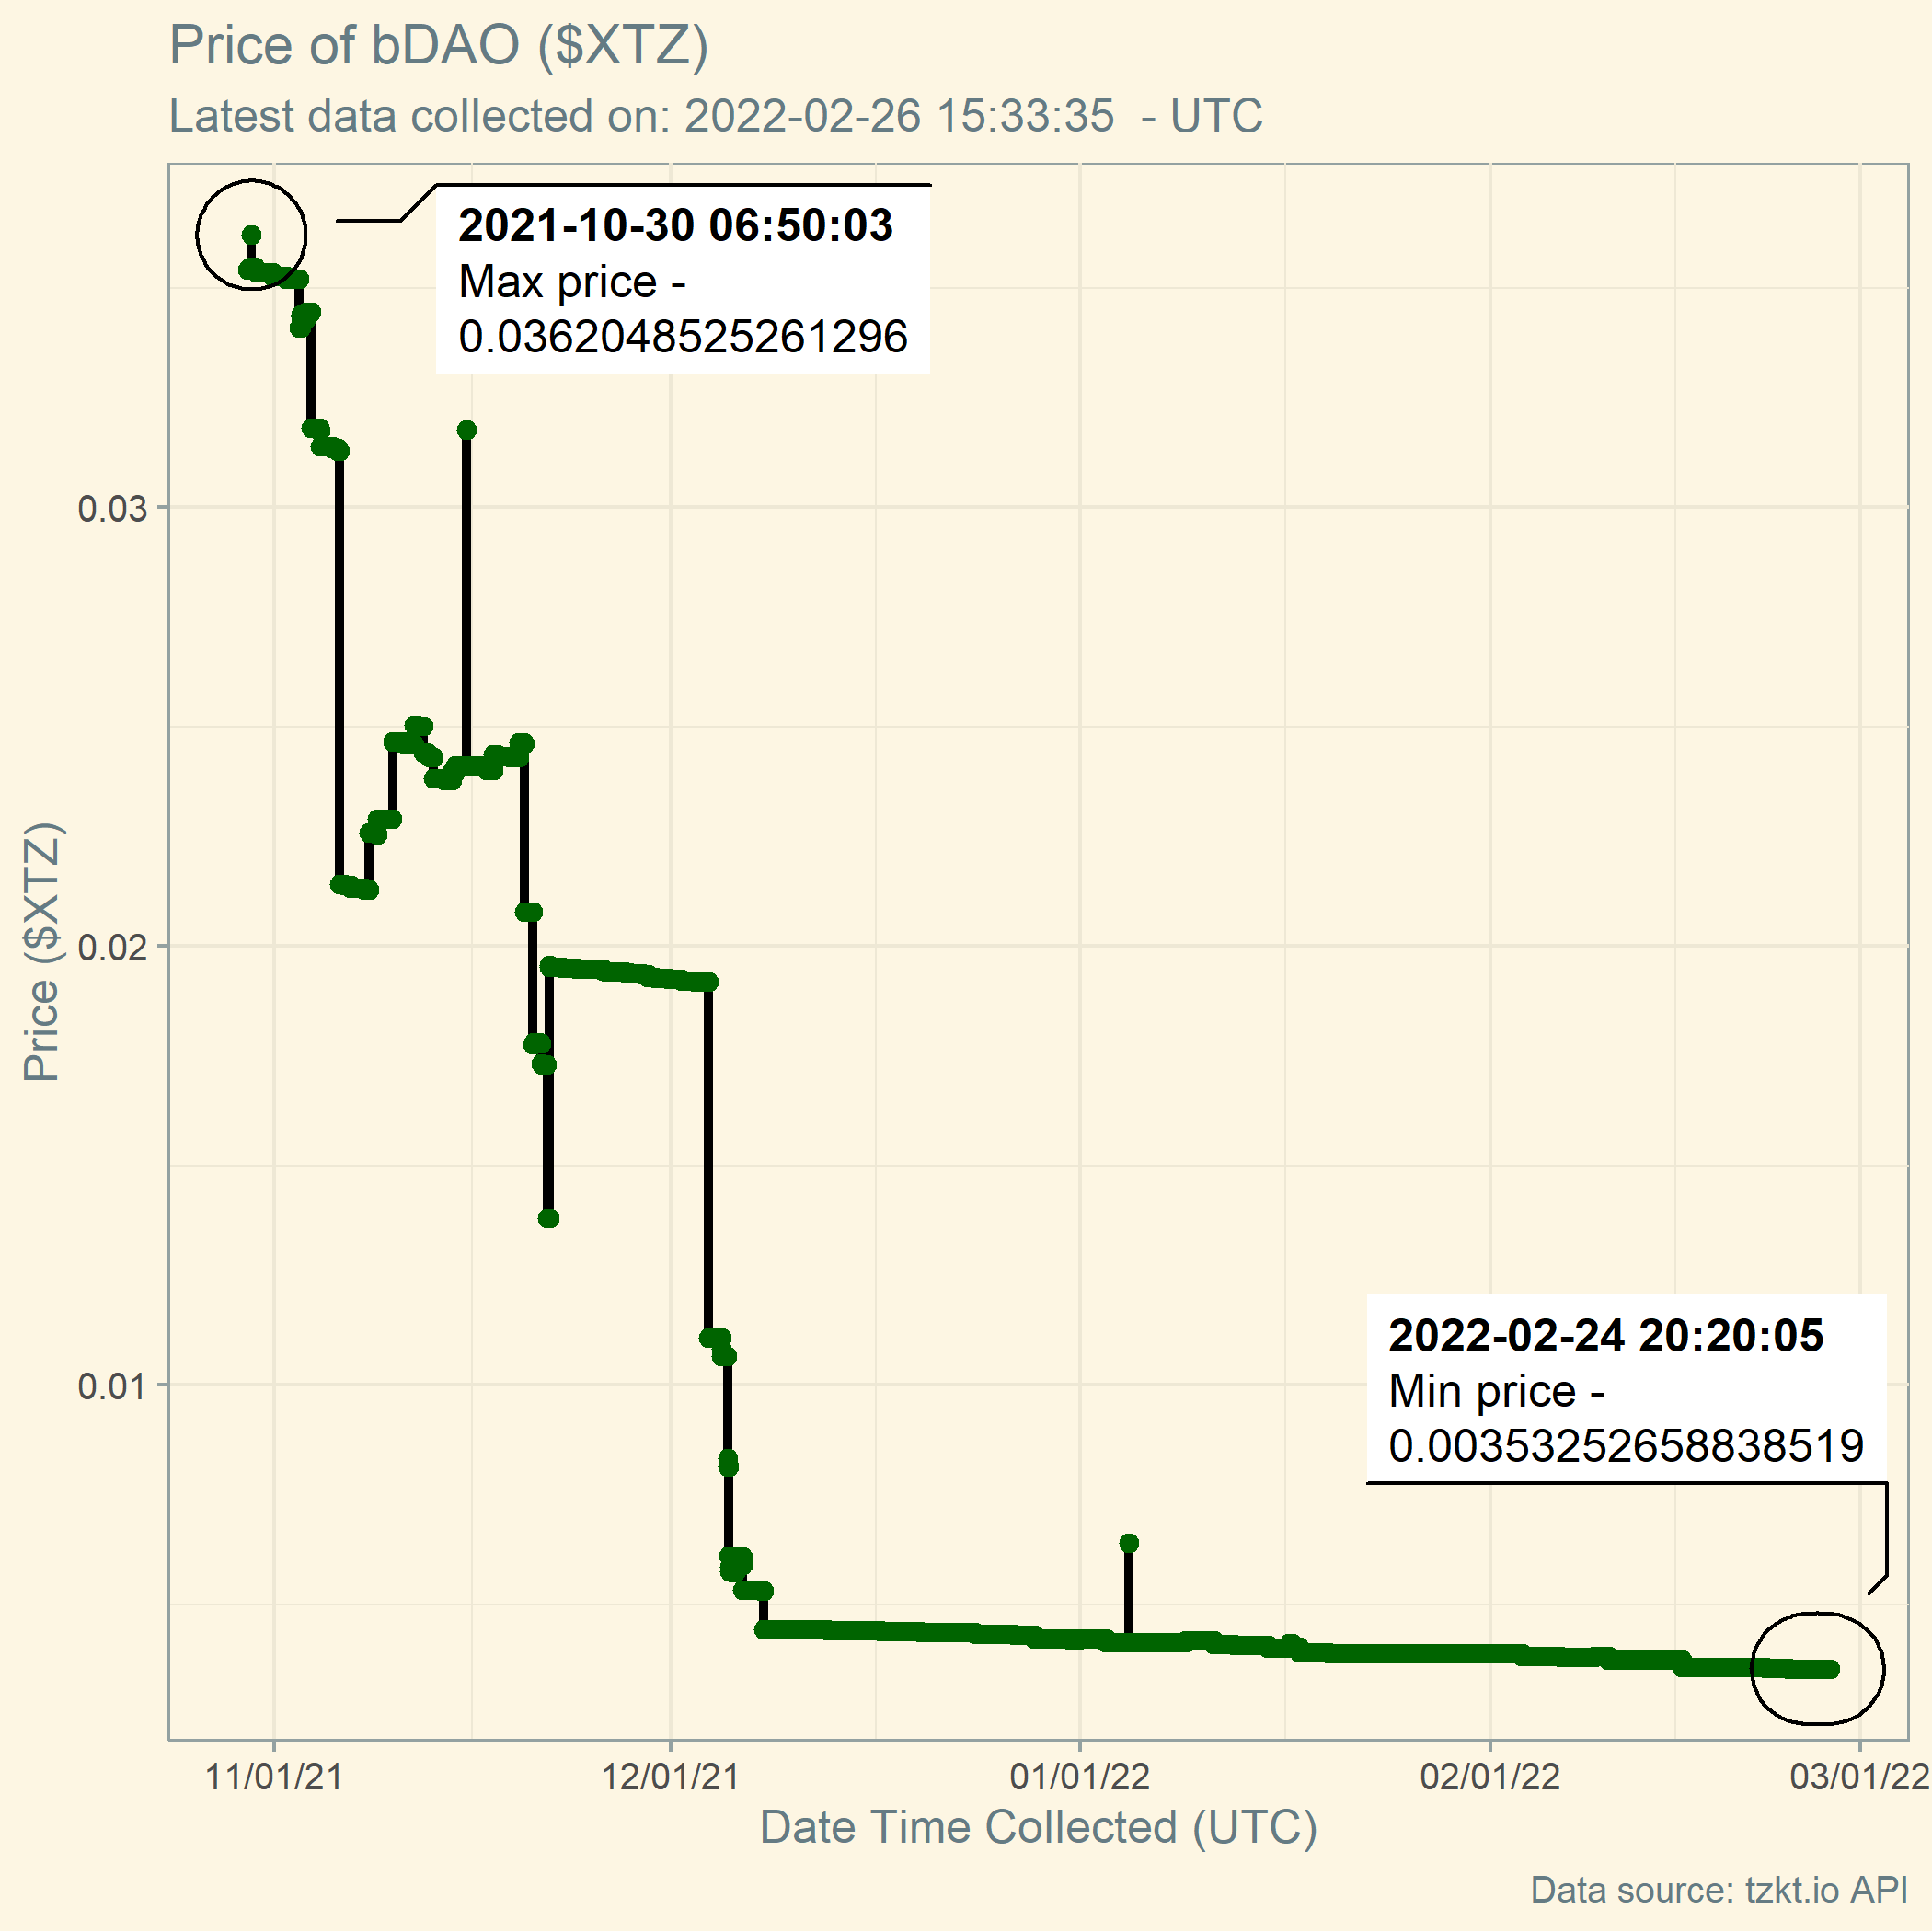 Price of bDAO ($XTZ)
Latest data collected on: 2022-02-26 15:33:35  - UTC
2021-10-30 06:50:03
Max price -
0.0362048525261296
0.03
0.02
0.01
Price ($XTZ)
2022-02-24 20:20:05
Min price -
0.00353252658838519
11/01/21
12/01/21
01/01/22
02/01/22
03/01/22
Date Time Collected (UTC)
Data source: tzkt.io API